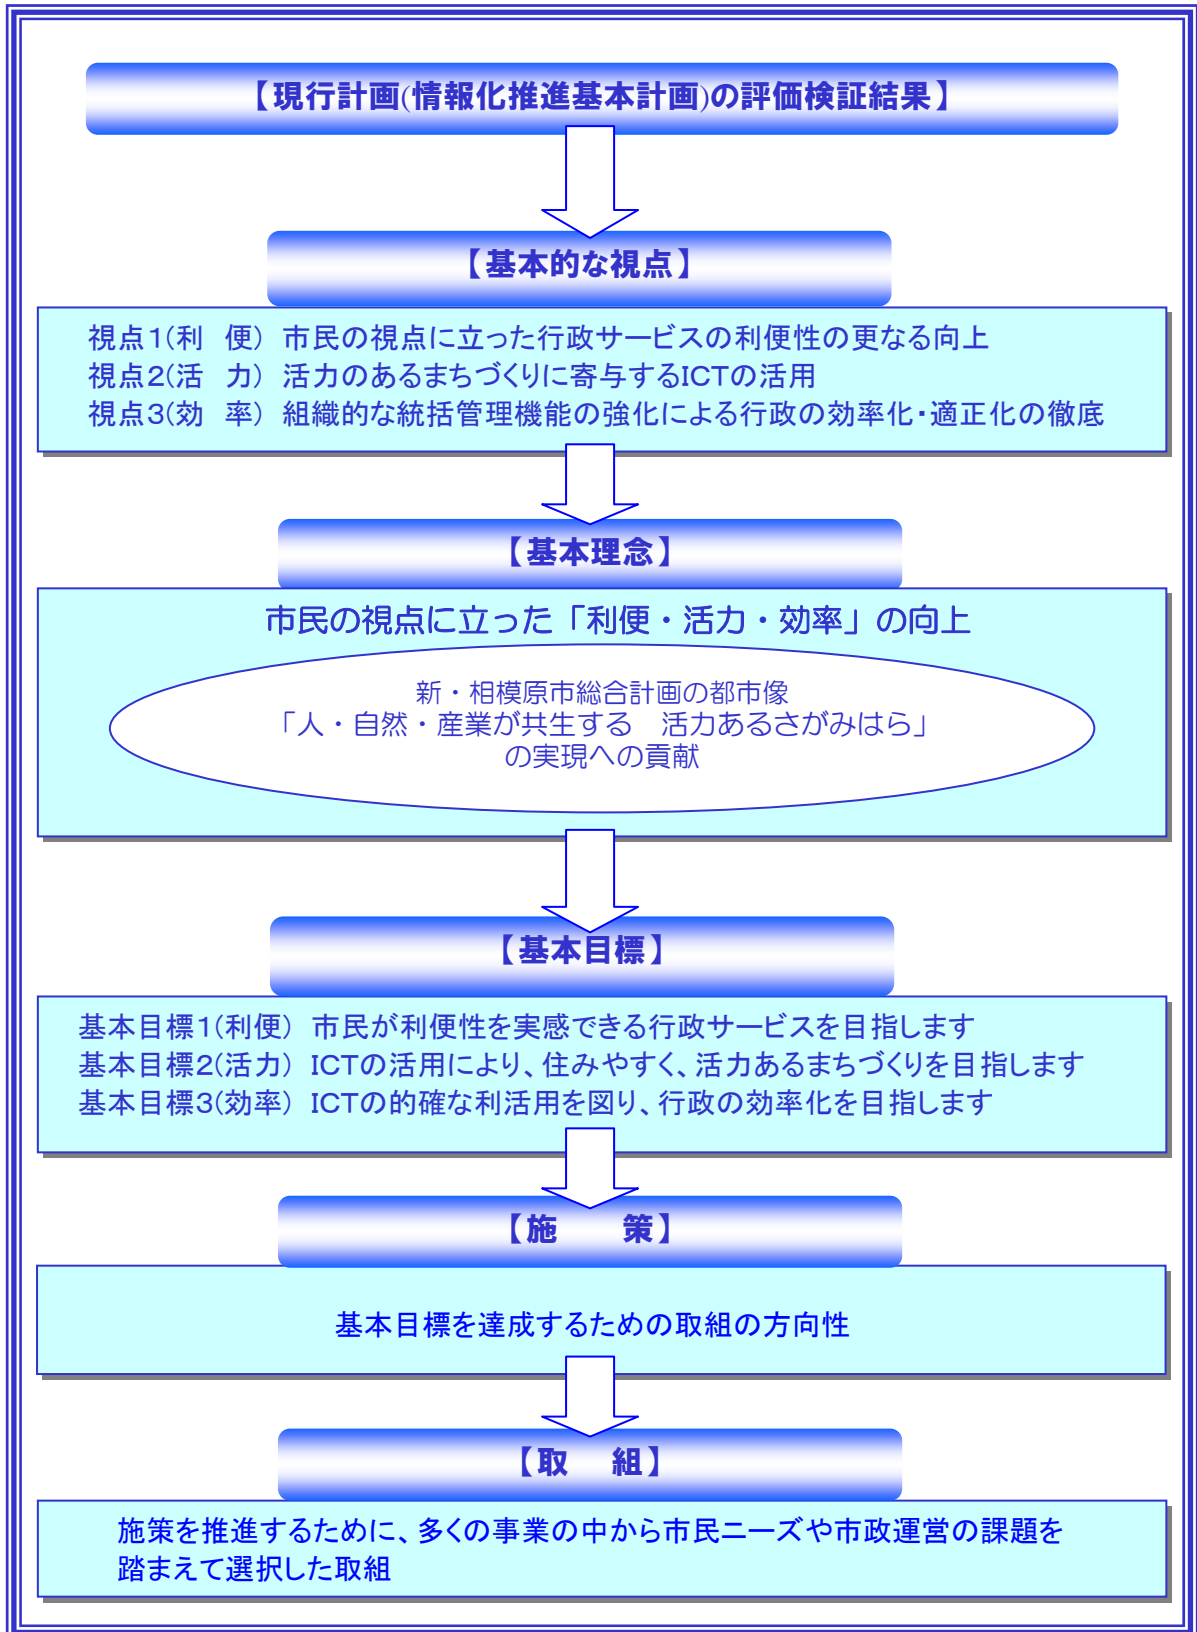 【現行計画(情報化推進基本計画)の評価検証結果】
【基本的な視点】
視点1(利　便) 市民の視点に立った行政サービスの利便性の更なる向上
視点2(活　力) 活力のあるまちづくりに寄与するICTの活用
視点3(効　率) 組織的な統括管理機能の強化による行政の効率化・適正化の徹底
【基本理念】
市民の視点に立った「利便・活力・効率」の向上
新・相模原市総合計画の都市像
「人・自然・産業が共生する　活力あるさがみはら」
の実現への貢献
【基本目標】
基本目標1(利便) 市民が利便性を実感できる行政サービスを目指します
基本目標2(活力) ICTの活用により、住みやすく、活力あるまちづくりを目指します
基本目標3(効率) ICTの的確な利活用を図り、行政の効率化を目指します
【施　　策】
基本目標を達成するための取組の方向性
【取　組】
施策を推進するために、多くの事業の中から市民ニーズや市政運営の課題を
踏まえて選択した取組